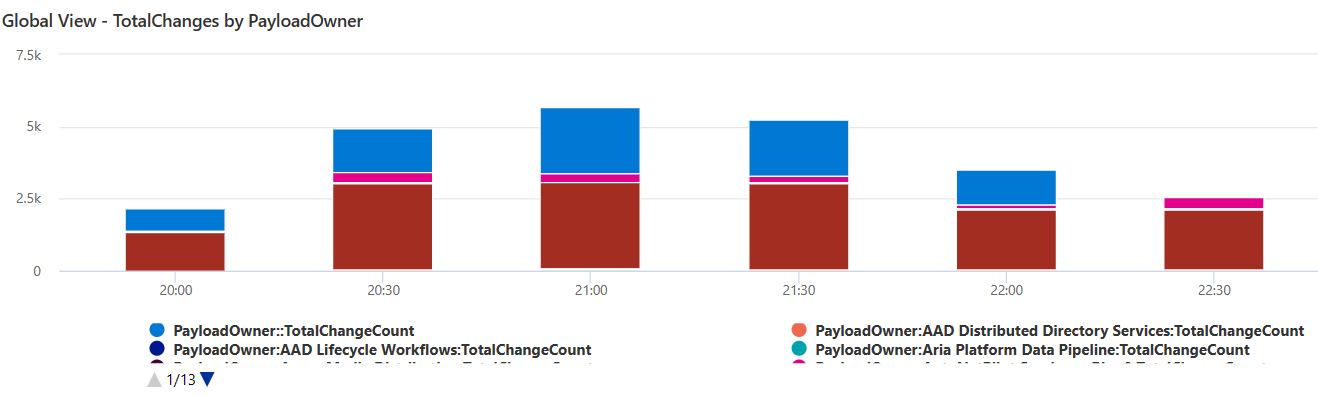 Global View - TotalChanges by PayloadOwner
7.5k
5k
2.5k
0
20:00 20:30 21:00 21:30 22:00 22:30
PayloadOwner::TotalChangeCount PayloadOwner:AAD Distributed Directory Services:TotalChangeCount
PayloadOwner:AAD Lifecycle Workflows:TotalChangeCount PayloadOwner:Aria Platform Data Pipeline:TotalChangeCount
1/13